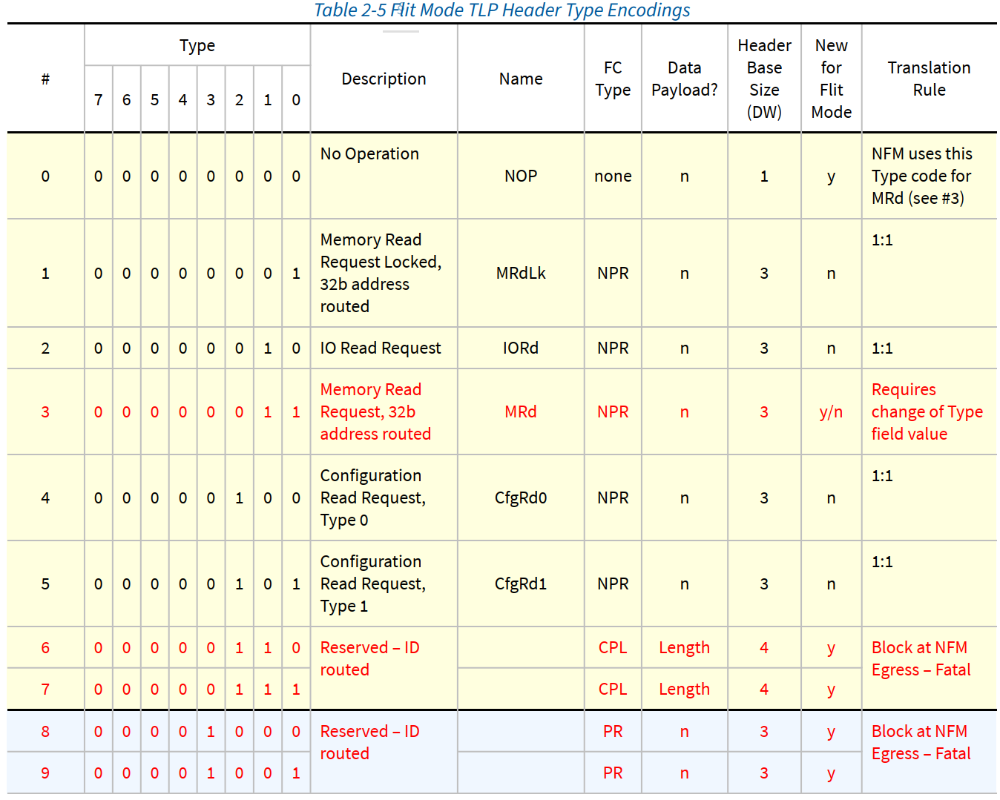 Table 2-5 Flit Mode TLP Header Type Encodings
# Type Description Name FC Type Data Payload? Header Base Size (DW) New for Flit Mode Translation Rule
7 6 5 4 3 2 1 0
0 0 0 0 0 0 0 0 0 No Operation NOP none n 1 y NFM uses this Type code for MRd (see #3)
1 0 0 0 0 0 0 0 1 Memory Read Request Locked, 32b address routed MRdLk NPR n 3 n 1:1
2 0 0 0 0 0 0 1 0 IO Read Request IORd NPR n 3 n 1:1
3 0 0 0 0 0 0 1 1 Memory Read Request, 32b address routed MRd NPR n 3 y/n Requires change of Type field value
4 0 0 0 0 0 1 0 0 Configuration Read Request, Type 0 CfgRd0 NPR n 3 n 1:1
5 0 0 0 0 0 1 0 1 Configuration Read Request, Type 1 CfgRd1 NPR n 3 n 1:1
6 0 0 0 0 0 1 1 0 Reserved – ID routed CPL Length 4 y Block at NFM Egress – Fatal
7 0 0 0 0 0 1 1 1 CPL Length 4 y
8 0 0 0 0 1 0 0 0 Reserved – ID routed PR n 3 y Block at NFM Egress – Fatal
9 0 0 0 0 1 0 0 1 PR n 3 y